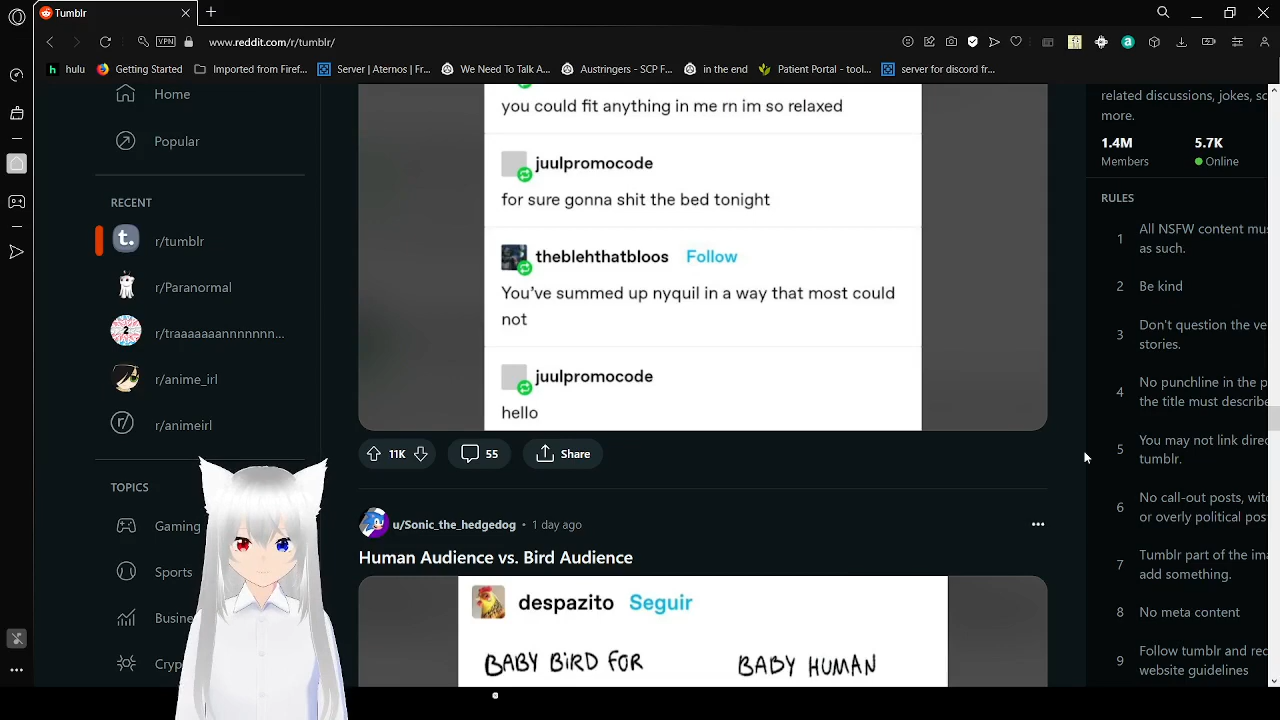 Tumblr
VPN
www.reddit.com/r/tumblr/
hulu
Getting Started
Imported from Firef...
Server | Aternos | Fr...
We Need To Talk A...
Austringers - SCP F...
in the end
Patient Portal - tool...
server for discord fr...
Home
Popular
RECENT
r/tumblr
r/Paranormal
r/traaaaaaannnnnnn...
r/anime_irl
r/animeirl
TOPICS
Gaming
Sports
Busine
Cryp
you could fit anything in me rn im so relaxed
juulpromocode
for sure gonna shit the bed tonight
theblehthatbloos Follow
You've summed up nyquil in a way that most could
not
juulpromocode
hello
11K
55
Share
u/Sonic_the_hedgedog • 1 day ago
Human Audience vs. Bird Audience
despazito Seguir
BABY BIRD FOR
BABY HUMAN
related discussions, jokes, sc
more.
1.4M 5.7K
Members Online
RULES
1 All NSFW content mus
as such.
2 Be kind
3 Don't question the ve
stories.
4 No punchline in the p
the title must describe
5 You may not link direc
tumblr.
6 No call-out posts, witc
or overly political pos
7 Tumblr part of the ima
add something.
8 No meta content
9 Follow tumblr and red
website guidelines